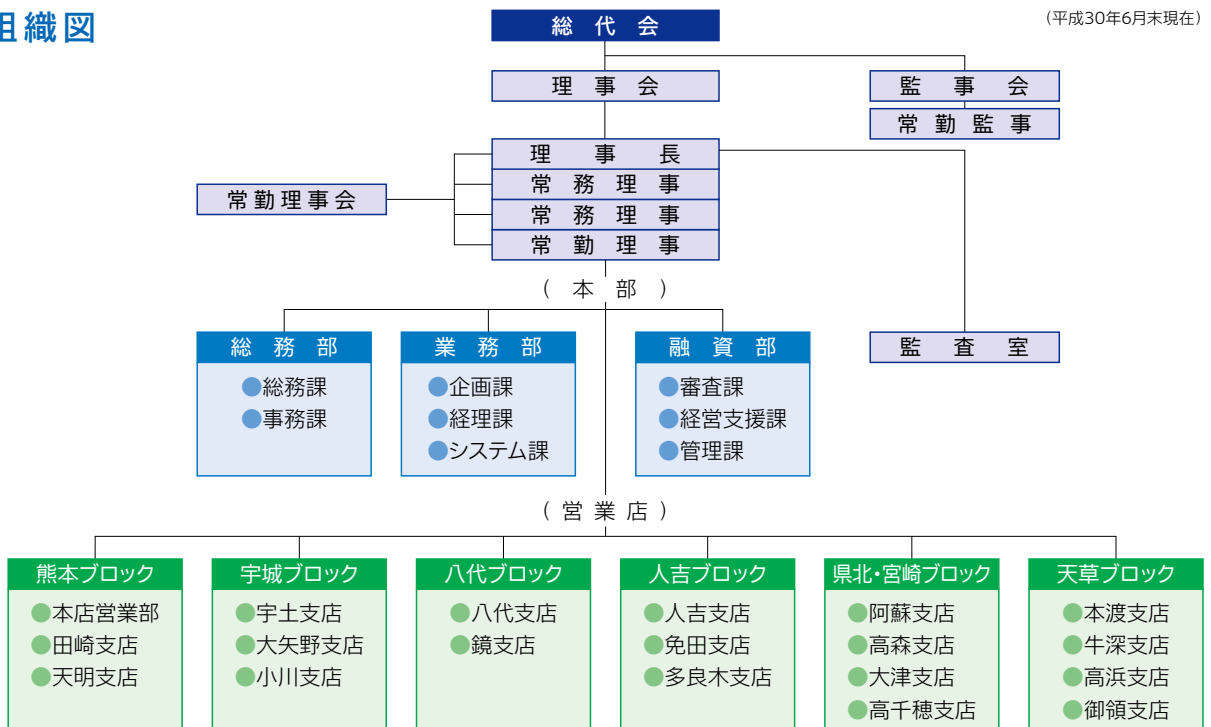 組織図
(平成30年6月末現在)
総代会
理事会
監事会
常勤監事
理事長
常務理事
常務理事
常勤理事
常勤理事会
(本部)
総務部
●総務課
●事務課
業務部
●企画課
●経理課
●システム課
融資部
●審査課
●経営支援課
●管理課
監査室
(営業店)
熊本ブロック
●本店営業部
●田崎支店
●天明支店
宇城ブロック
●宇土支店
●大矢野支店
●小川支店
八代ブロック
●八代支店
●鏡支店
人吉ブロック
●人吉支店
●免田支店
●多良木支店
県北・宮崎ブロック
●阿蘇支店
●高森支店
●大津支店
●高千穂支店
天草ブロック
●本渡支店
●牛深支店
●高浜支店
●御領支店